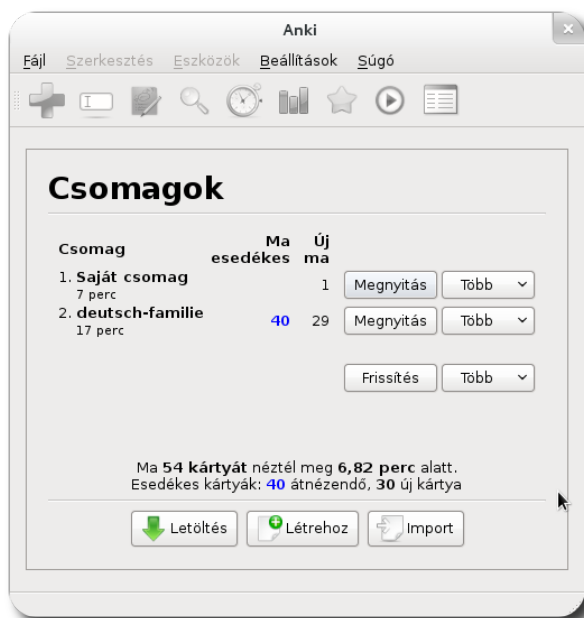 Anki
Fájl Szerkesztés Eszközök Beállítások Súgó
Csomagok
Csomag Ma esedékes Új ma
1. Saját csomag 1 Megnyitás Több
7 perc
2. deutsch-familie 40 29 Megnyitás Több
17 perc
Frissítés Több
Ma 54 kártyát néztél meg 6,82 perc alatt.
Esedékes kártyák: 40 átnézendő, 30 új kártya
Letöltés Létrehoz Import